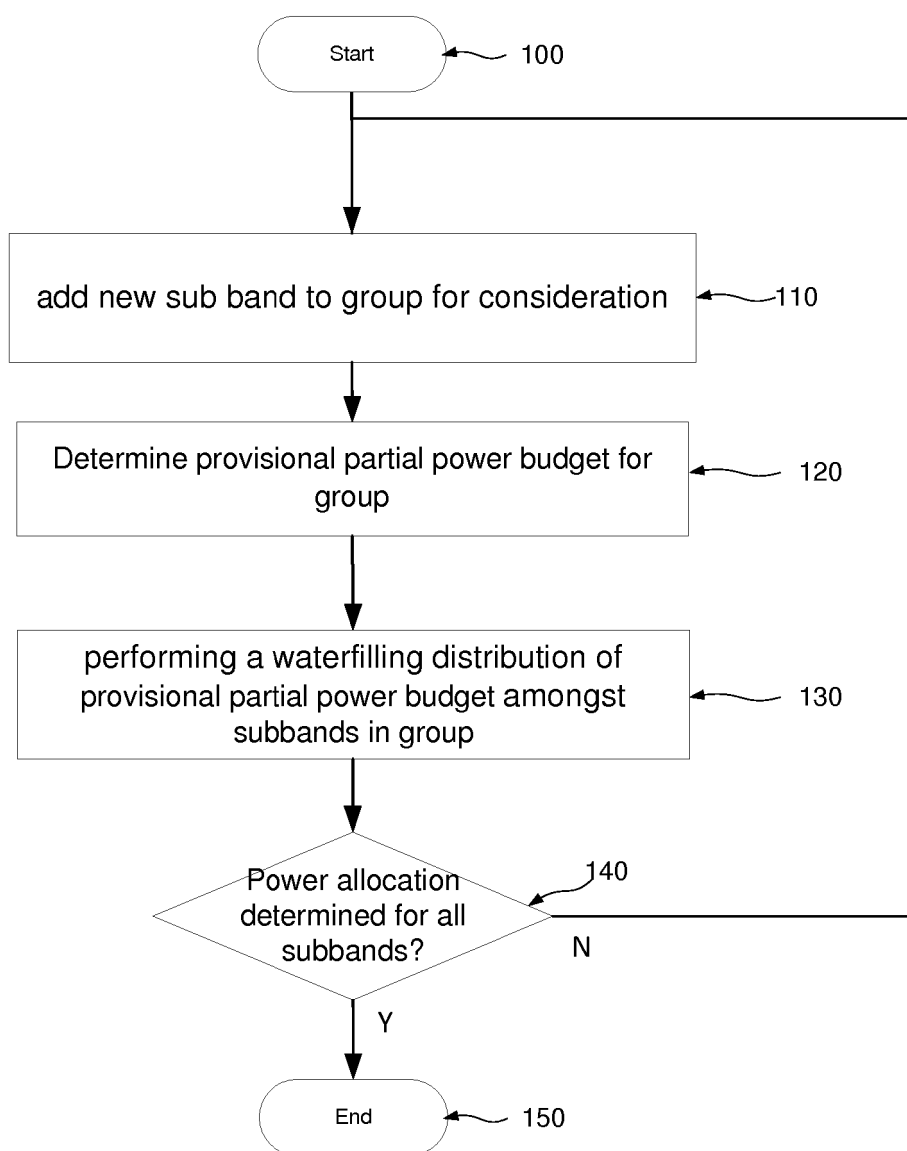 Start
100
add new sub band to group for consideration
110
Determine provisional partial power budget for
group
120
performing a waterfilling distribution of
provisional partial power budget amongst
subbands in group
130
Power allocation
determined for all
subbands?
140
N
Y
End
150